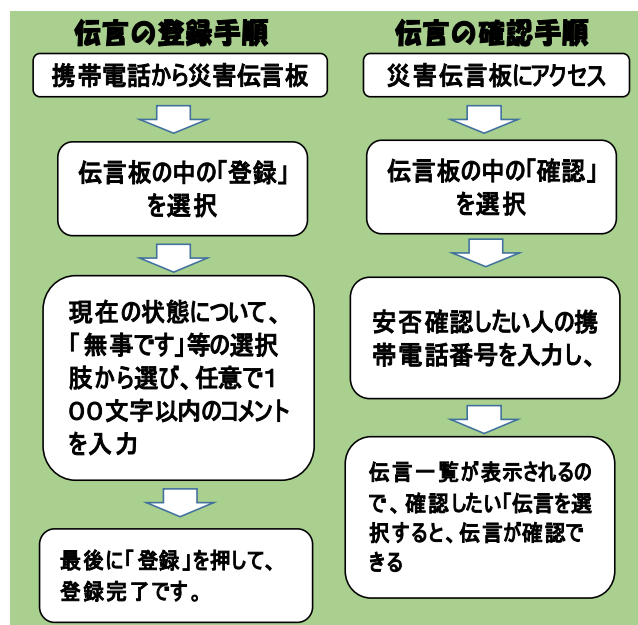 伝言の登録手順
携帯電話から災害伝言板
伝言板の中の「登録」
を選択
現在の状態について、
「無事です」等の選択
肢から選び、任意で1
00文字以内のコメント
を入力
最後に「登録」を押して、
登録完了です。
伝言の確認手順
災害伝言板にアクセス
伝言板の中の「確認」
を選択
安否確認したい人の携
帯電話番号を入力し、
伝言一覧が表示されるの
で、確認したい「伝言を選
択すると、伝言が確認で
きる